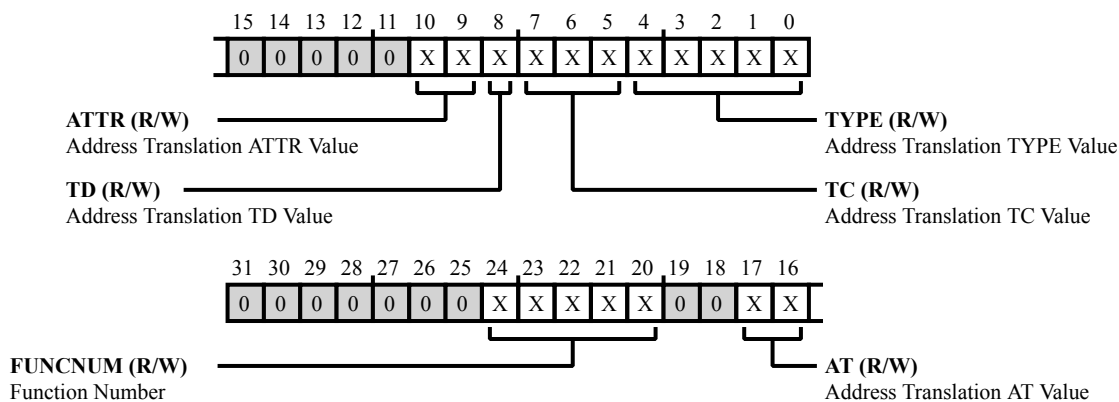 15 14 13 12 11 10 9 8 7 6 5 4 3 2 1 0
0 0 0 0 0 X X X X X X X X X X X
ATTR (R/W)
Address Translation ATTR Value
TYPE (R/W)
Address Translation TYPE Value
TD (R/W)
Address Translation TD Value
TC (R/W)
Address Translation TC Value
31 30 29 28 27 26 25 24 23 22 21 20 19 18 17 16
0 0 0 0 0 0 0 X X X X X 0 0 X X
FUNCNUM (R/W)
Function Number
AT (R/W)
Address Translation AT Value